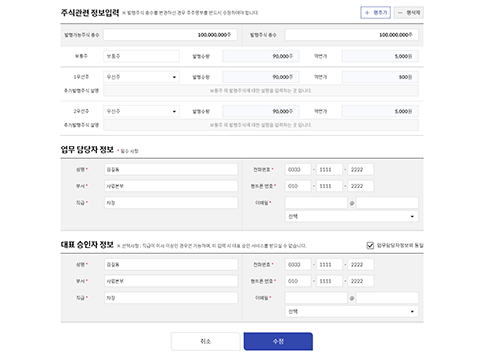 주식관련 정보입력 ※ 발행주식 총수를 변경하신 경우 주주명부를 반드시 수정하셔야 합니다. + 행추가 — 행삭제
발행가능주식 총수 100,000,000주 발행주식 총수 100,000,000주
보통주 보통주 발행수량 90,000주 액면가 5,000원
1우선주 우선주 발행수량 90,000주 액면가 500원
추가발행주식 설명 보통주 외 발행주식에 대한 설명을 입력하는 곳 입니다.
2우선주 우선주 발행수량 90,000주 액면가 5,000원
추가발행주식 설명 보통주 외 발행주식에 대한 설명을 입력하는 곳 입니다.
업무 담당자 정보 * 필수 사항
성명 * 김길동 전화번호 * 0333 - 1111 - 2222
부서 * 사업본부 핸드폰 번호 * 010 - 1111 - 2222
직급 * 차장 이메일 * @
선택
대표 승인자 정보 ※ 선택사항 : 직급이 이사 이상인 경우만 가능하며, 미 입력 시 대표 승인 서비스를 받으실 수 없습니다. 업무담당자정보와 동일
성명 * 김길동 전화번호 * 0333 - 1111 - 2222
부서 * 사업본부 핸드폰 번호 * 010 - 1111 - 2222
직급 * 차장 이메일 * @
선택
취소 수정